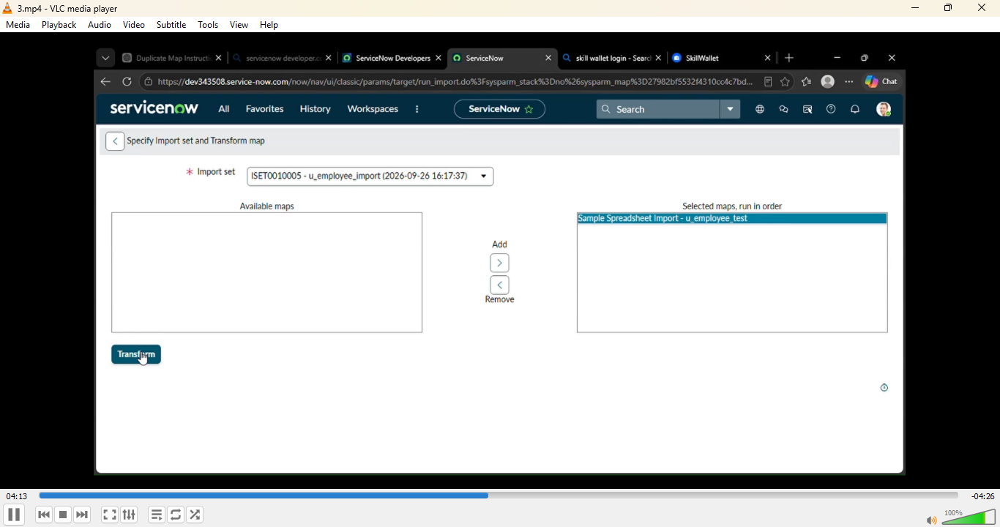 3.mp4 - VLC media player
Media Playback Audio Video Subtitle Tools View Help
Duplicate Map Instructi servicenow developer.c ServiceNow Developers ServiceNow skill wallet login - Search SkillWallet
https://dev343508.service-now.com/now/nav/ui/classic/params/target/run_import.do%3Fsysparm_stack%3Dno%26sysparm_map%3D27982bf5532f4310cc4c7bd... Chat
servicenow All Favorites History Workspaces ServiceNow Search
Specify Import set and Transform map
* Import set ISET0010005 - u_employee_import (2026-09-26 16:17:37)
Available maps Selected maps, run in order
Sample Spreadsheet Import - u_employee_test
Add
Remove
Transform
04:13 -04:26
100%